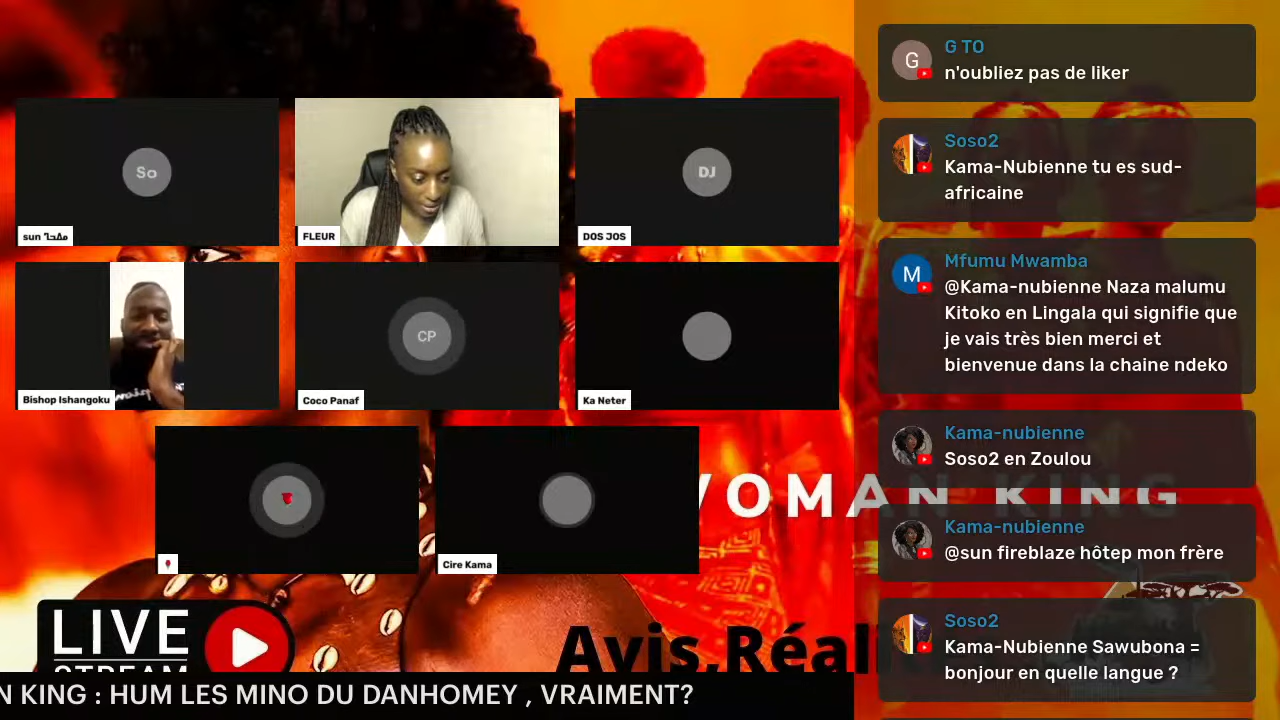 So
DJ
sun
FLEUR
DOS JOS
CP
Bishop Ishangoku
Coco Panaf
Ka Neter
Cire Kama
WOMAN KING
LIVE
STREAM
Avis,Réal
N KING : HUM LES MINO DU DANHOMEY , VRAIMENT?
G
G TO
n'oubliez pas de liker
Soso2
Kama-Nubienne tu es sud-
africaine
M
Mfumu Mwamba
@Kama-nubienne Naza malumu
Kitoko en Lingala qui signifie que
je vais très bien merci et
bienvenue dans la chaine ndeko
Kama-nubienne
Soso2 en Zoulou
Kama-nubienne
@sun fireblaze hôtep mon frère
Soso2
Kama-Nubienne Sawubona =
bonjour en quelle langue ?